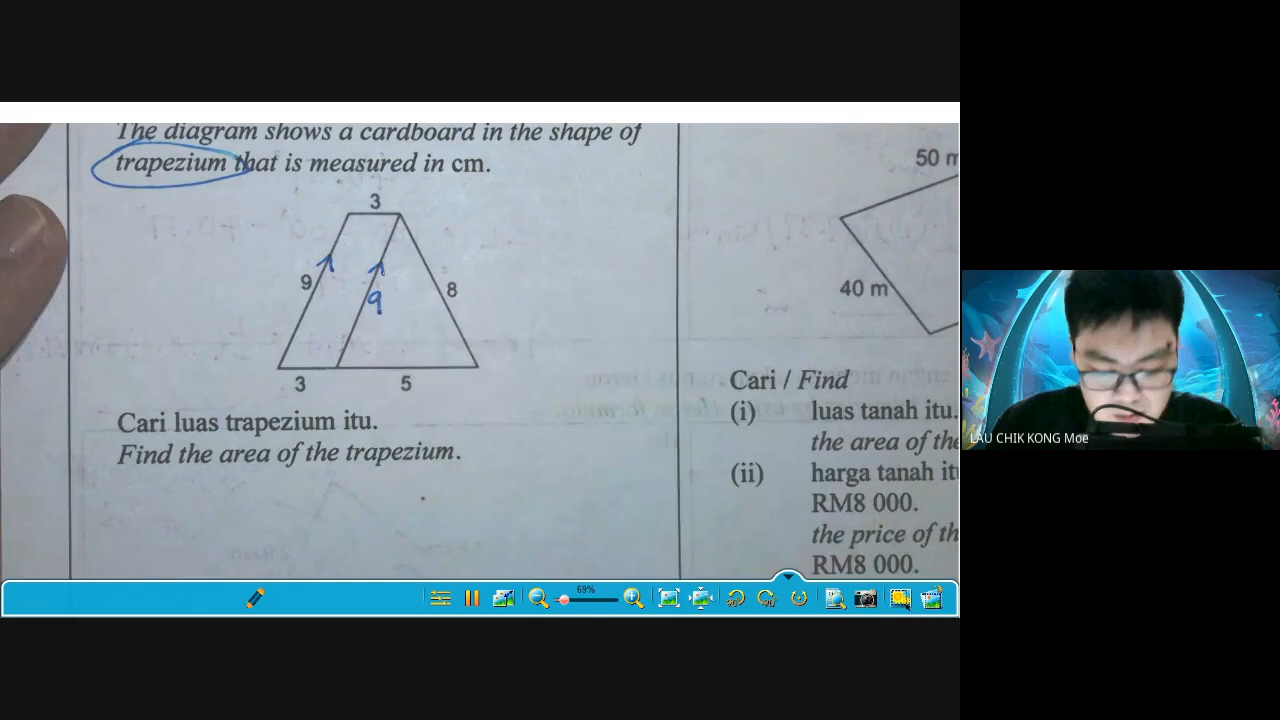 The diagram shows a cardboard in the shape of
trapezium that is measured in cm.
3
9
9
8
3
5
Cari luas trapezium itu.
Find the area of the trapezium.
50 m
40 m
Cari / Find
(i) luas tanah itu.
the area of the
(ii) harga tanah it
RM8 000.
the price of th
RM8 000.
69%
LAU CHIK KONG Moe